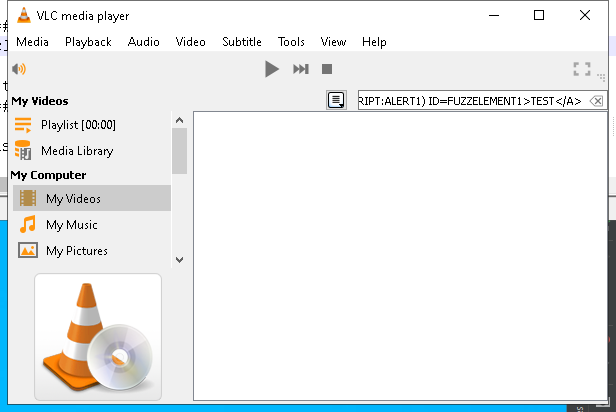 VLC media player
Media Playback Audio Video Subtitle Tools View Help
My Videos
RIPT:ALERT1) ID=FUZZELEMENT1>TEST</A>
Playlist [00:00]
Media Library
My Computer
My Videos
My Music
My Pictures